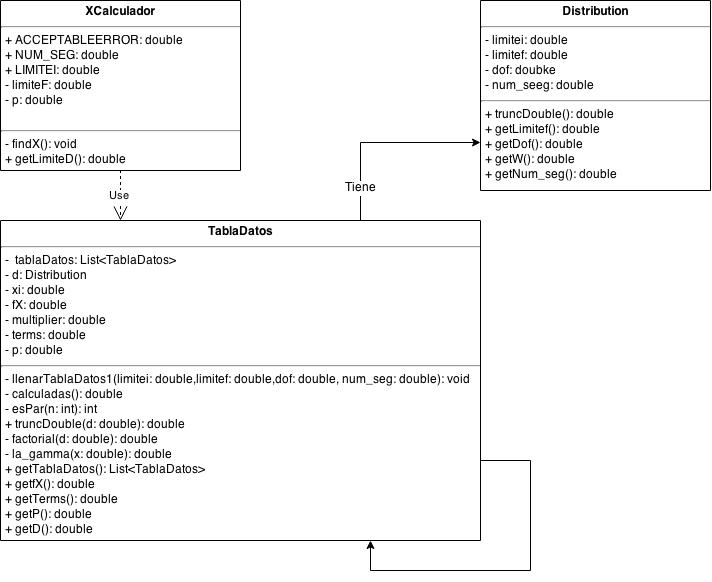 XCalculador
+ ACCEPTABLEERROR: double
+ NUM_SEG: double
+ LIMITEI: double
- limiteF: double
- p: double
- findX(): void
+ getLimiteD(): double
Distribution
- limitei: double
- limitef: double
- dof: doubke
- num_seeg: double
+ truncDouble(): double
+ getLimitef(): double
+ getDof(): double
+ getW(): double
+ getNum_seg(): double
Use
Tiene
TablaDatos
- tablaDatos: List<TablaDatos>
- d: Distribution
- xi: double
- fX: double
- multiplier: double
- terms: double
- p: double
- llenarTablaDatos1(limitei: double,limitef: double,dof: double, num_seg: double): void
- calculadas(): double
- esPar(n: int): int
+ truncDouble(d: double): double
- factorial(d: double): double
- la_gamma(x: double): double
+ getTablaDatos(): List<TablaDatos>
+ getfX(): double
+ getTerms(): double
+ getP(): double
+ getD(): double